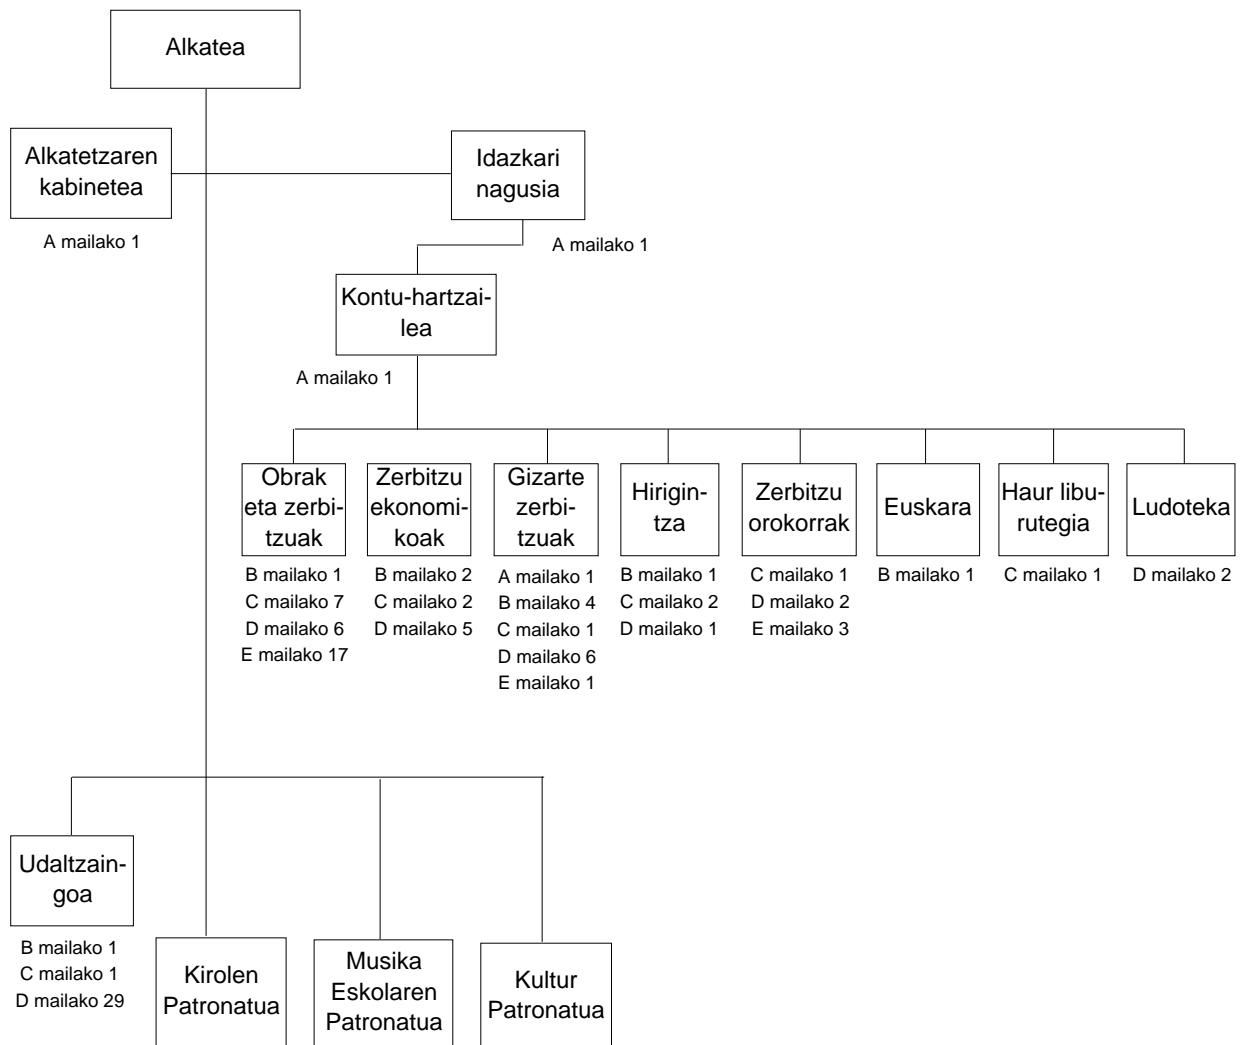 Alkatea
Alkatetzaren
kabinetea
A mailako 1
Idazkari
nagusia
A mailako 1
Kontu-hartzai-
lea
A mailako 1
Obrak
eta zerbi-
tzuak
B mailako 1
C mailako 7
D mailako 6
E mailako 17
Zerbitzu
ekonomi-
koak
B mailako 2
C mailako 2
D mailako 5
Gizarte
zerbi-
tzuak
A mailako 1
B mailako 4
C mailako 1
D mailako 6
E mailako 1
Hirigin-
tza
B mailako 1
C mailako 2
D mailako 1
Zerbitzu
orokorrak
C mailako 1
D mailako 2
E mailako 3
Euskara
B mailako 1
Haur libu-
rutegia
C mailako 1
Ludoteka
D mailako 2
Udaltzain-
goa
B mailako 1
C mailako 1
D mailako 29
Kirolen
Patronatua
Musika
Eskolaren
Patronatua
Kultur
Patronatua